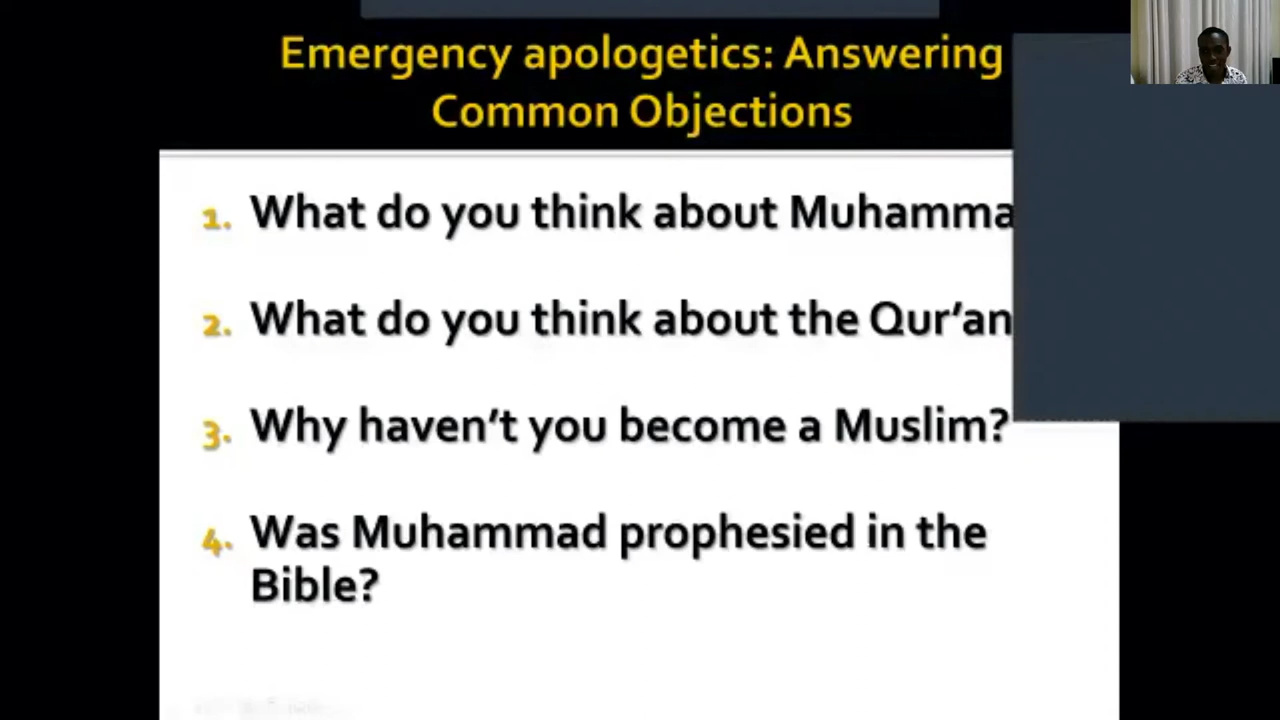 Emergency apologetics: Answering
Common Objections
1. What do you think about Muhamma
2. What do you think about the Qur’an
3. Why haven’t you become a Muslim?
4. Was Muhammad prophesied in the
Bible?